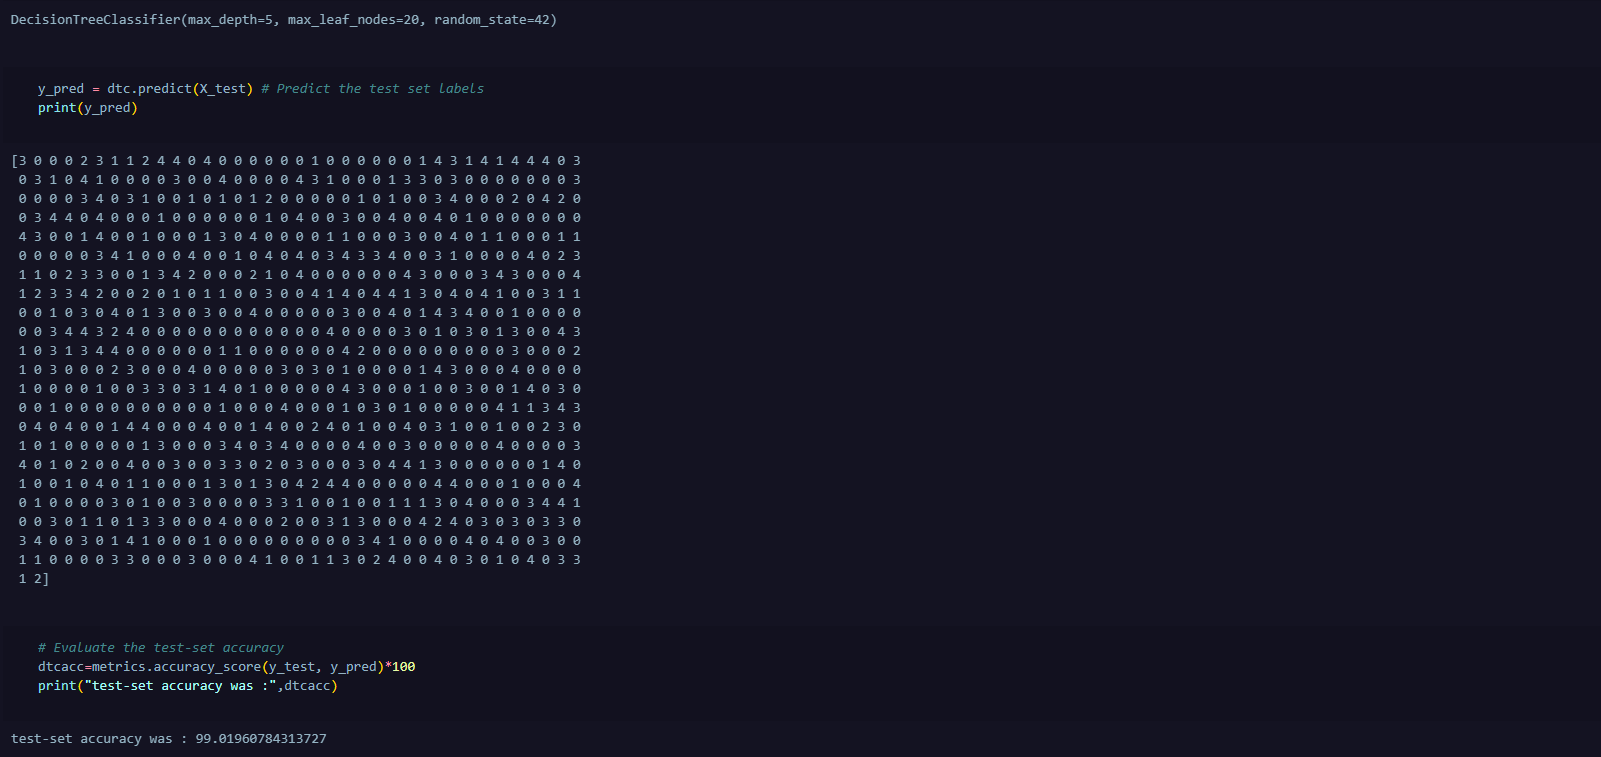 DecisionTreeClassifier(max_depth=5, max_leaf_nodes=20, random_state=42)
y_pred = dtc.predict(X_test) # Predict the test set labels
print(y_pred)
[3 0 0 0 2 3 1 1 2 4 4 0 4 0 0 0 0 0 0 1 0 0 0 0 0 0 1 4 3 1 4 1 4 4 4 0 3
0 3 1 0 4 1 0 0 0 0 3 0 0 4 0 0 0 0 4 3 1 0 0 0 1 3 3 0 3 0 0 0 0 0 0 0 3
0 0 0 0 3 4 0 3 1 0 0 1 0 1 0 1 2 0 0 0 0 0 1 0 1 0 0 3 4 0 0 0 2 0 4 2 0
0 3 4 4 0 4 0 0 0 1 0 0 0 0 0 0 1 0 4 0 0 3 0 0 4 0 0 4 0 1 0 0 0 0 0 0 0
4 3 0 0 1 4 0 0 1 0 0 0 1 3 0 4 0 0 0 0 1 1 0 0 0 3 0 0 4 0 1 1 0 0 0 1 1
0 0 0 0 0 3 4 1 0 0 0 4 0 0 1 0 4 0 4 0 3 4 3 3 4 0 0 3 1 0 0 0 0 4 0 2 3
1 1 0 2 3 3 0 0 1 3 4 2 0 0 0 2 1 0 4 0 0 0 0 0 0 4 3 0 0 0 3 4 3 0 0 0 4
1 2 3 3 4 2 0 0 2 0 1 0 1 1 0 0 3 0 0 4 1 4 0 4 4 1 3 0 4 0 4 1 0 0 3 1 1
0 0 1 0 3 0 4 0 1 3 0 0 3 0 0 4 0 0 0 0 0 3 0 0 4 0 1 4 3 4 0 0 1 0 0 0 0
0 0 3 4 4 3 2 4 0 0 0 0 0 0 0 0 0 0 0 0 4 0 0 0 0 3 0 1 0 3 0 1 3 0 0 4 3
1 0 3 1 3 4 4 0 0 0 0 0 0 1 1 0 0 0 0 0 0 4 2 0 0 0 0 0 0 0 0 0 3 0 0 0 2
1 0 3 0 0 0 2 3 0 0 0 4 0 0 0 0 0 3 0 3 0 1 0 0 0 0 1 4 3 0 0 0 4 0 0 0 0
1 0 0 0 0 1 0 0 3 3 0 3 1 4 0 1 0 0 0 0 0 4 3 0 0 0 1 0 0 3 0 0 1 4 0 3 0
0 0 1 0 0 0 0 0 0 0 0 0 0 1 0 0 0 4 0 0 0 1 0 3 0 1 0 0 0 0 0 4 1 1 3 4 3
0 4 0 4 0 0 1 4 4 0 0 0 4 0 0 1 4 0 0 2 4 0 1 0 0 4 0 3 1 0 0 1 0 0 2 3 0
1 0 1 0 0 0 0 0 1 3 0 0 0 3 4 0 3 4 0 0 0 0 4 0 0 3 0 0 0 0 0 4 0 0 0 0 3
4 0 1 0 2 0 0 4 0 0 3 0 0 3 3 0 2 0 3 0 0 0 3 0 4 4 1 3 0 0 0 0 0 0 1 4 0
1 0 0 1 0 4 0 1 1 0 0 0 1 3 0 1 3 0 4 2 4 4 0 0 0 0 0 4 4 0 0 0 1 0 0 0 4
0 1 0 0 0 0 3 0 1 0 0 3 0 0 0 0 3 3 1 0 0 1 0 0 1 1 1 3 0 4 0 0 0 3 4 4 1
0 0 3 0 1 1 0 1 3 3 0 0 0 4 0 0 0 2 0 0 3 1 3 0 0 0 4 2 4 0 3 0 3 0 3 3 0
3 4 0 0 3 0 1 4 1 0 0 0 1 0 0 0 0 0 0 0 0 0 3 4 1 0 0 0 0 4 0 4 0 0 3 0 0
1 1 0 0 0 0 3 3 0 0 0 3 0 0 0 4 1 0 0 1 1 3 0 2 4 0 0 4 0 3 0 1 0 4 0 3 3
1 2]
# Evaluate the test-set accuracy
dtcacc=metrics.accuracy_score(y_test, y_pred)*100
print("test-set accuracy was :",dtcacc)
test-set accuracy was : 99.01960784313727